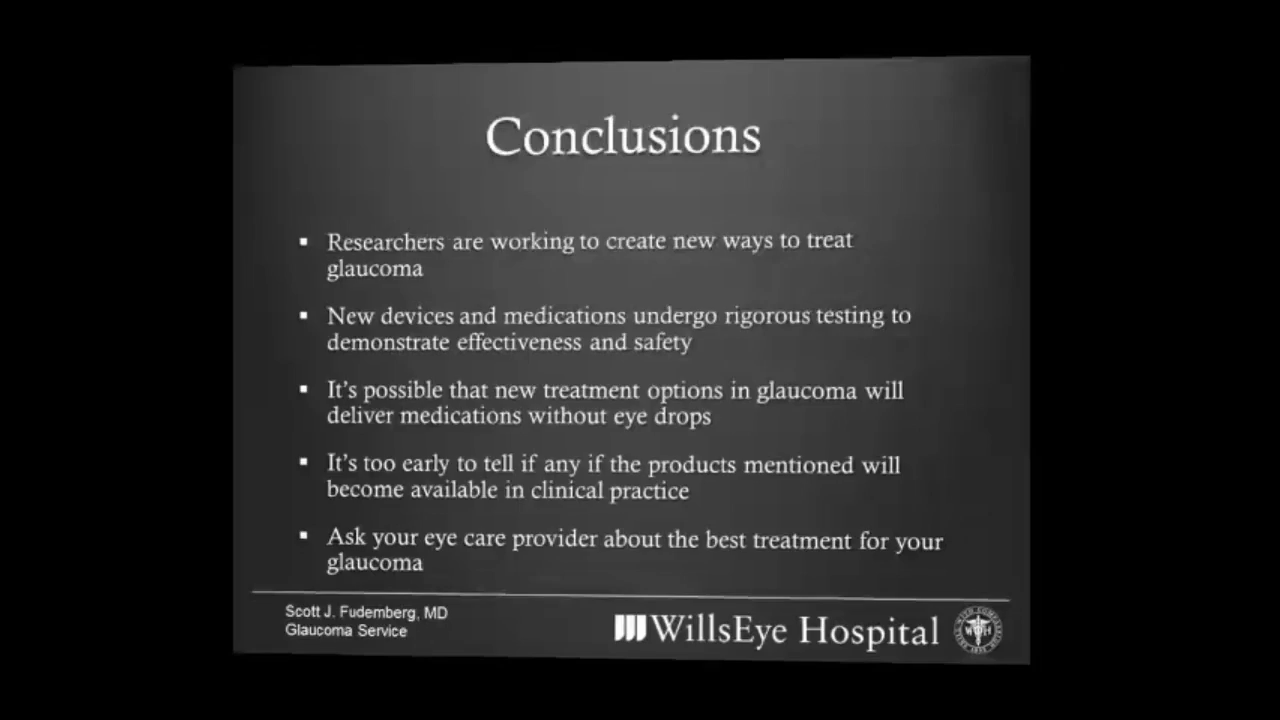 Conclusions
▪ Researchers are working to create new ways to treat
glaucoma
▪ New devices and medications undergo rigorous testing to
demonstrate effectiveness and safety
▪ It's possible that new treatment options in glaucoma will
deliver medications without eye drops
▪ It's too early to tell if any if the products mentioned will
become available in clinical practice
▪ Ask your eye care provider about the best treatment for your
glaucoma
Scott J. Fudemberg, MD
Glaucoma Service
WillsEye Hospital